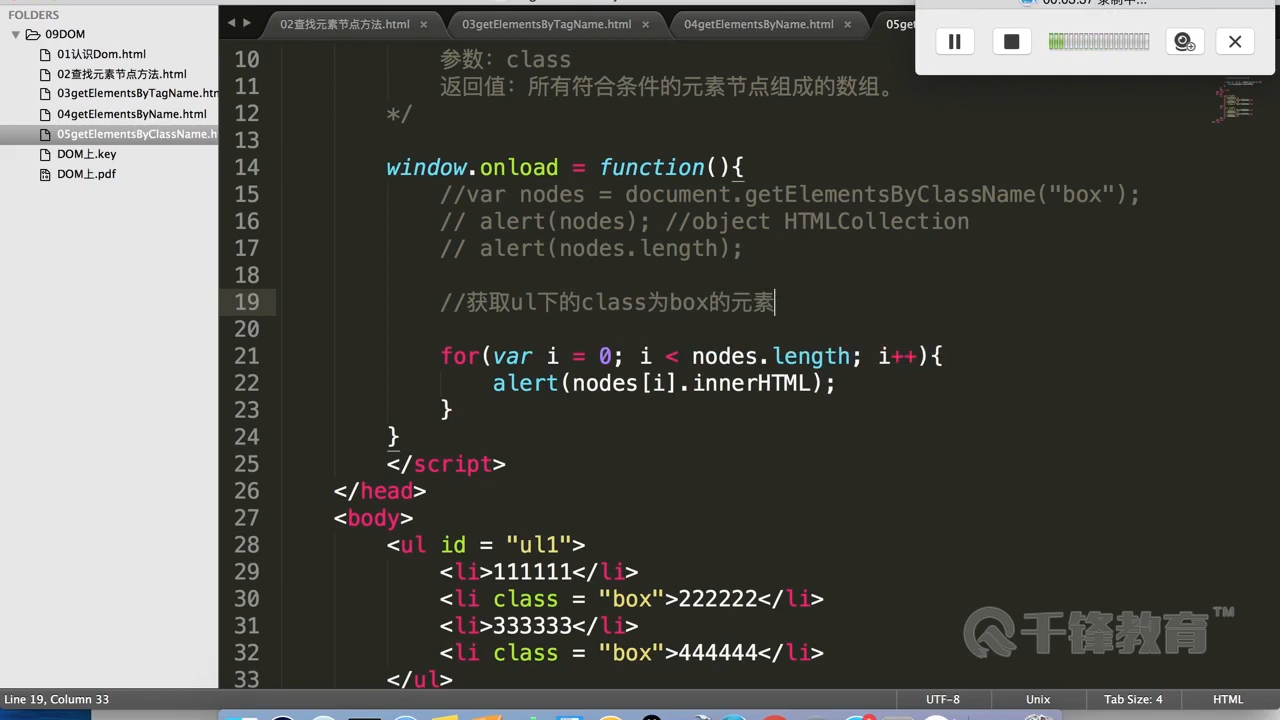 FOLDERS
09DOM
01认识Dom.html
02查找元素节点方法.html
03getElementsByTagName.htm
04getElementsByName.html
05getElementsByClassName.h
DOM上.key
DOM上.pdf
02查找元素节点方法.html
03getElementsByTagName.html
04getElementsByName.html
10 参数: class
11 返回值: 所有符合条件的元素节点组成的数组。
12 */
13
14 window.onload = function(){
15 //var nodes = document.getElementsByClassName("box");
16 // alert(nodes); //object HTMLCollection
17 // alert(nodes.length);
18
19 //获取ul下的class为box的元素
20
21 for(var i = 0; i < nodes.length; i++){
22 alert(nodes[i].innerHTML);
23 }
24 }
25 </script>
26 </head>
27 <body>
28 <ul id = "ul1">
29 <li>111111</li>
30 <li class = "box">222222</li>
31 <li>333333</li>
32 <li class = "box">444444</li>
33 </ul>
千锋教育™
Line 19, Column 33
UTF-8
Unix
Tab Size: 4
HTML